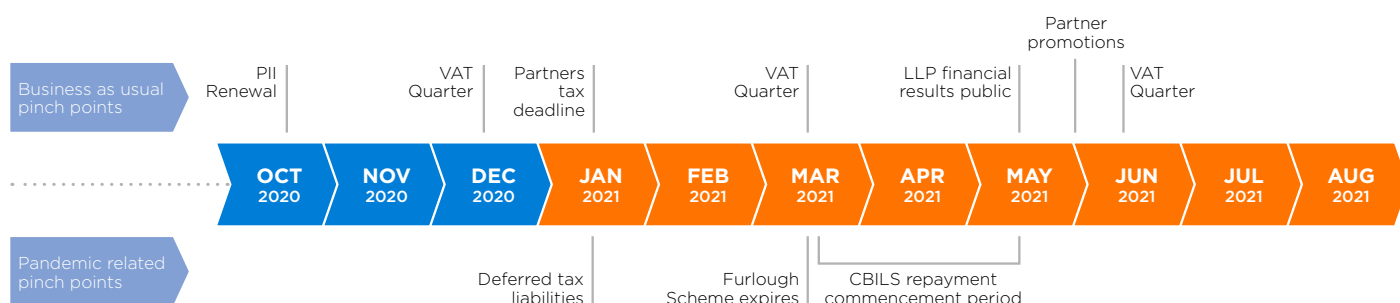 Partner
promotions
Business as usual
pinch points
PII
Renewal
VAT
Quarter
Partners
tax
deadline
VAT
Quarter
LLP financial
results public
VAT
Quarter
OCT
2020
NOV
2020
DEC
2020
JAN
2021
FEB
2021
MAR
2021
APR
2021
MAY
2021
JUN
2021
JUL
2021
AUG
2021
Pandemic related
pinch points
Deferred tax
liabilities
Furlough
Scheme expires
CBILS repayment
commencement period